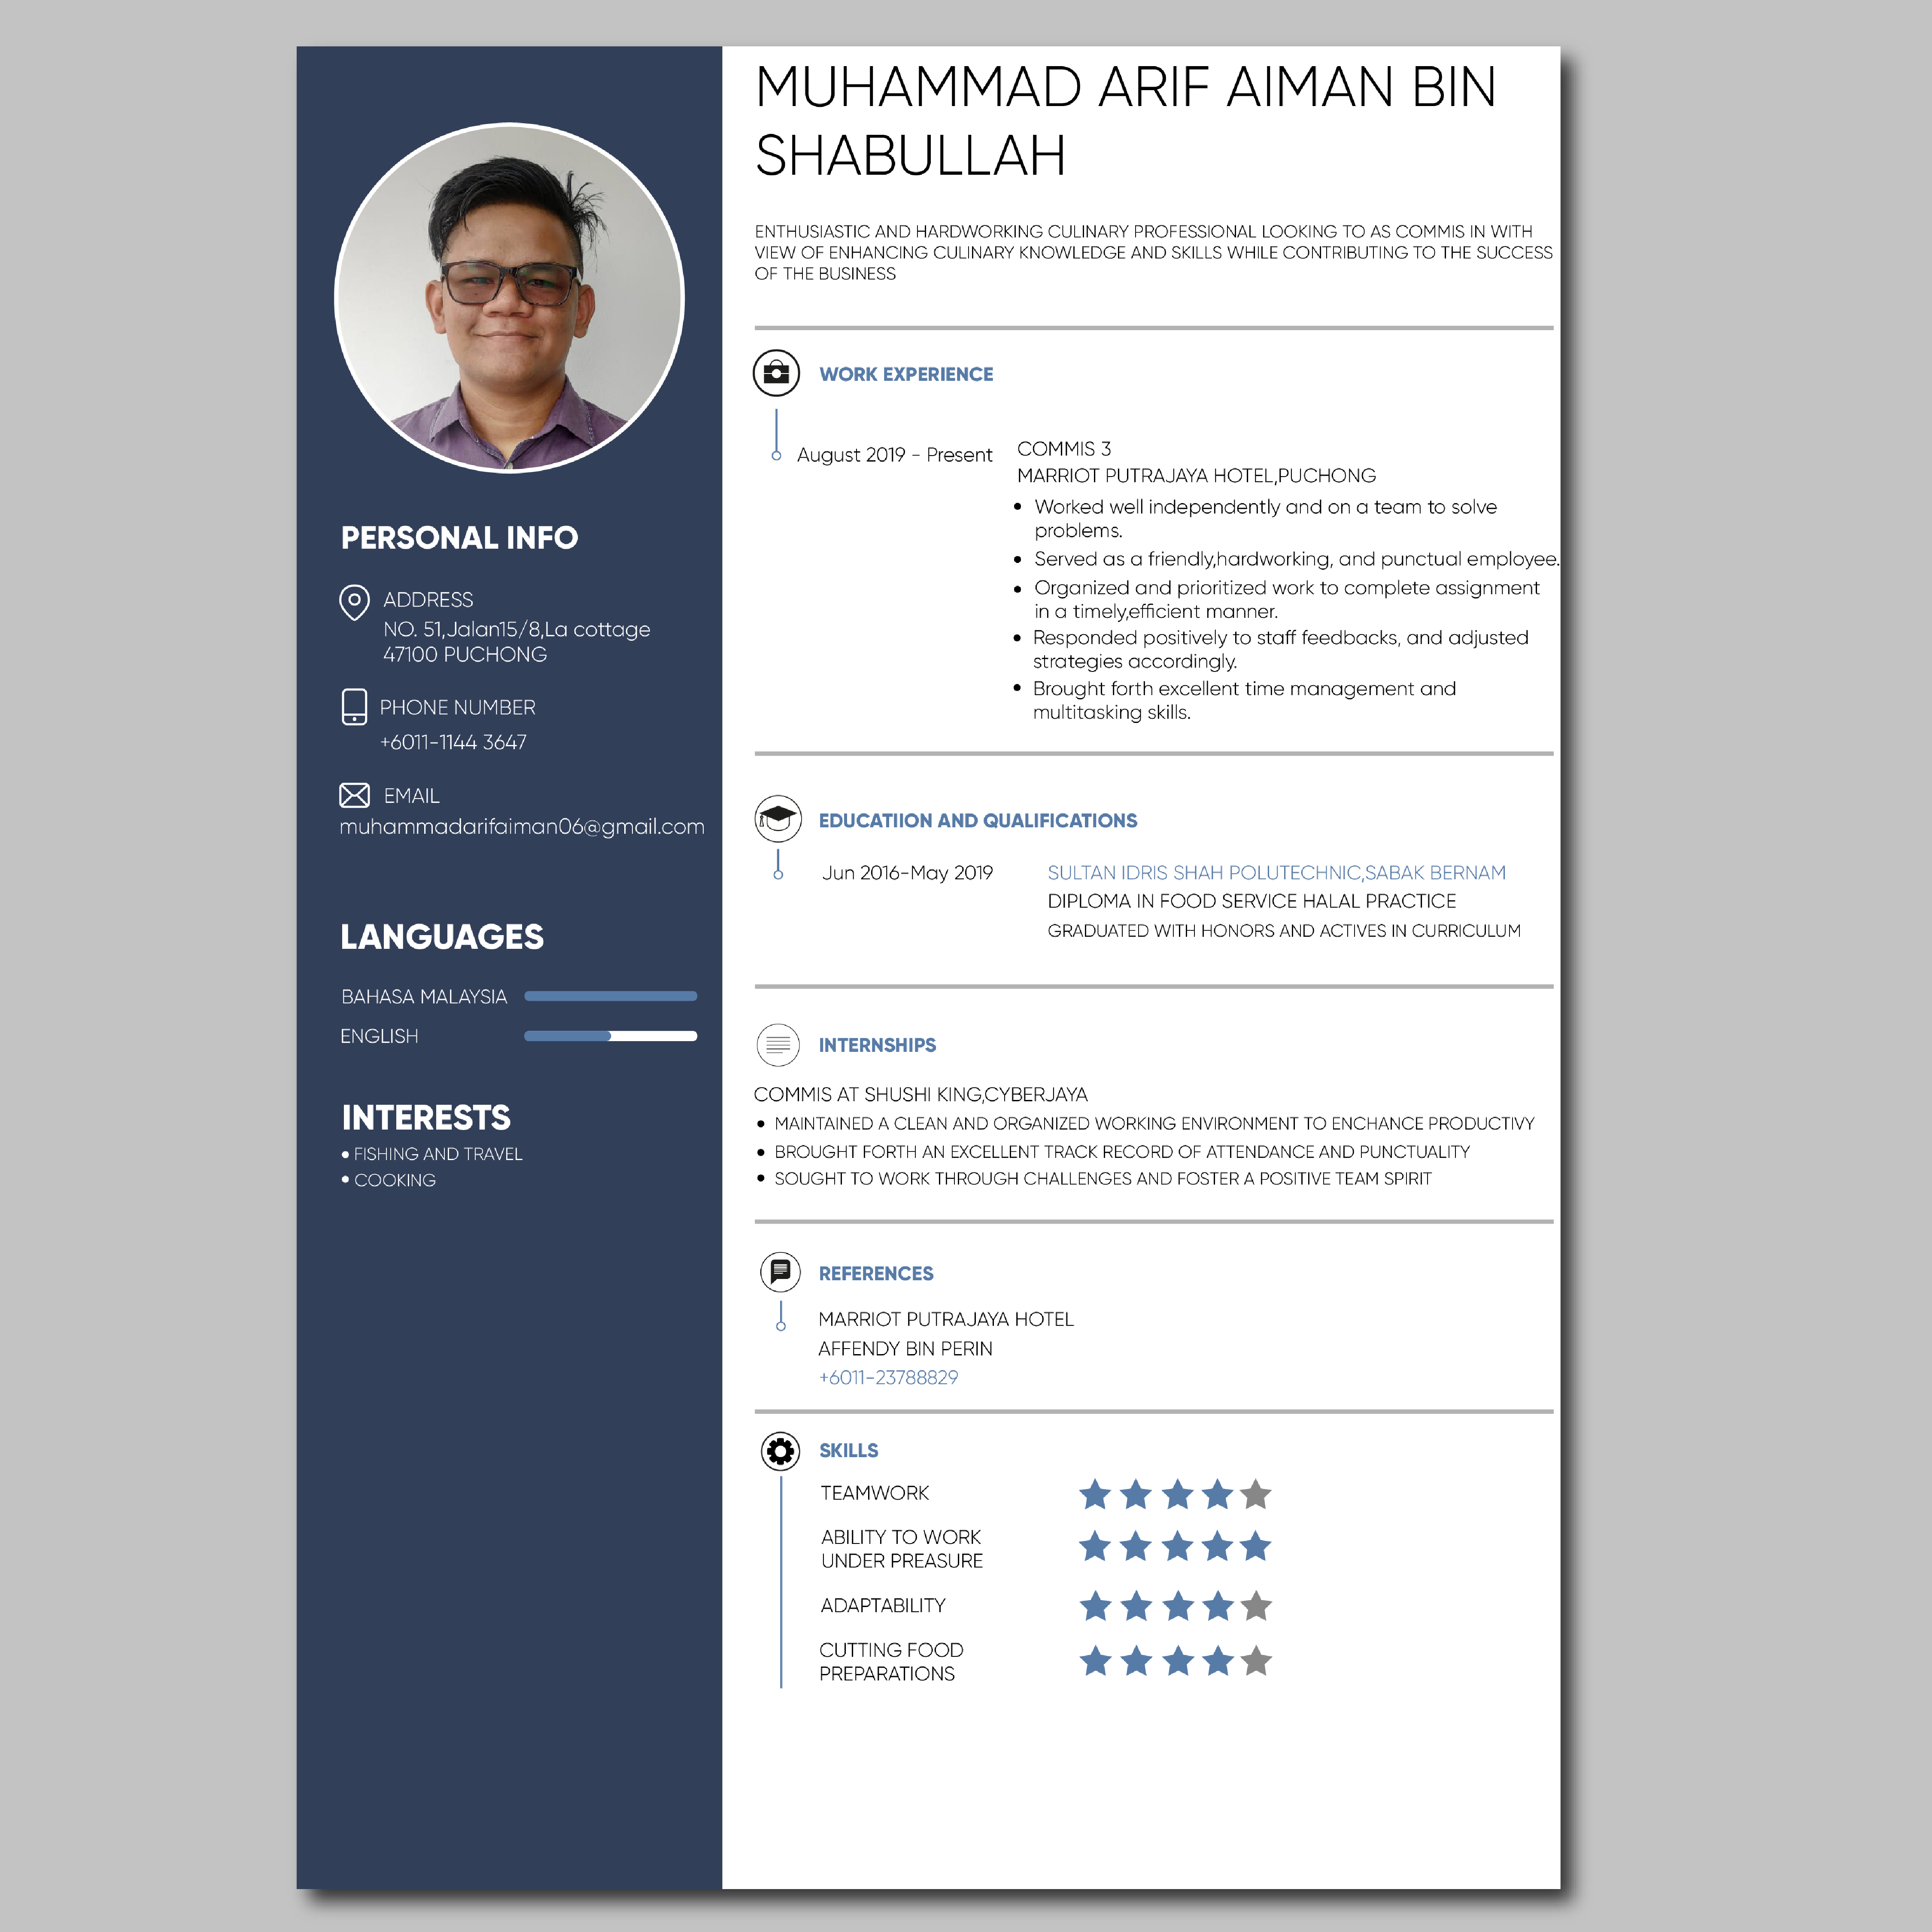 MUHAMMAD ARIF AIMAN BIN
SHABULLAH
ENTHUSIASTIC AND HARDWORKING CULINARY PROFESSIONAL LOOKING TO AS COMMIS IN WITH
VIEW OF ENHANCING CULINARY KNOWLEDGE AND SKILLS WHILE CONTRIBUTING TO THE SUCCESS
OF THE BUSINESS
PERSONAL INFO
ADDRESS
NO. 51,Jalan15/8,La cottage
47100 PUCHONG
PHONE NUMBER
+6011-1144 3647
EMAIL
muhammadarifaiman06@gmail.com
LANGUAGES
BAHASA MALAYSIA
ENGLISH
INTERESTS
• FISHING AND TRAVEL
• COOKING
WORK EXPERIENCE
August 2019 - Present
COMMIS 3
MARRIOT PUTRAJAYA HOTEL,PUCHONG
• Worked well independently and on a team to solve
problems.
• Served as a friendly,hardworking, and punctual employee.
• Organized and prioritized work to complete assignment
in a timely,efficient manner.
• Responded positively to staff feedbacks, and adjusted
strategies accordingly.
• Brought forth excellent time management and
multitasking skills.
EDUCATIION AND QUALIFICATIONS
Jun 2016-May 2019
SULTAN IDRIS SHAH POLUTECHNIC,SABAK BERNAM
DIPLOMA IN FOOD SERVICE HALAL PRACTICE
GRADUATED WITH HONORS AND ACTIVES IN CURRICULUM
INTERNSHIPS
COMMIS AT SHUSHI KING,CYBERJAYA
• MAINTAINED A CLEAN AND ORGANIZED WORKING ENVIRONMENT TO ENCHANCE PRODUCTIVY
• BROUGHT FORTH AN EXCELLENT TRACK RECORD OF ATTENDANCE AND PUNCTUALITY
• SOUGHT TO WORK THROUGH CHALLENGES AND FOSTER A POSITIVE TEAM SPIRIT
REFERENCES
MARRIOT PUTRAJAYA HOTEL
AFFENDY BIN PERIN
+6011-23788829
SKILLS
TEAMWORK
ABILITY TO WORK
UNDER PREASURE
ADAPTABILITY
CUTTING FOOD
PREPARATIONS